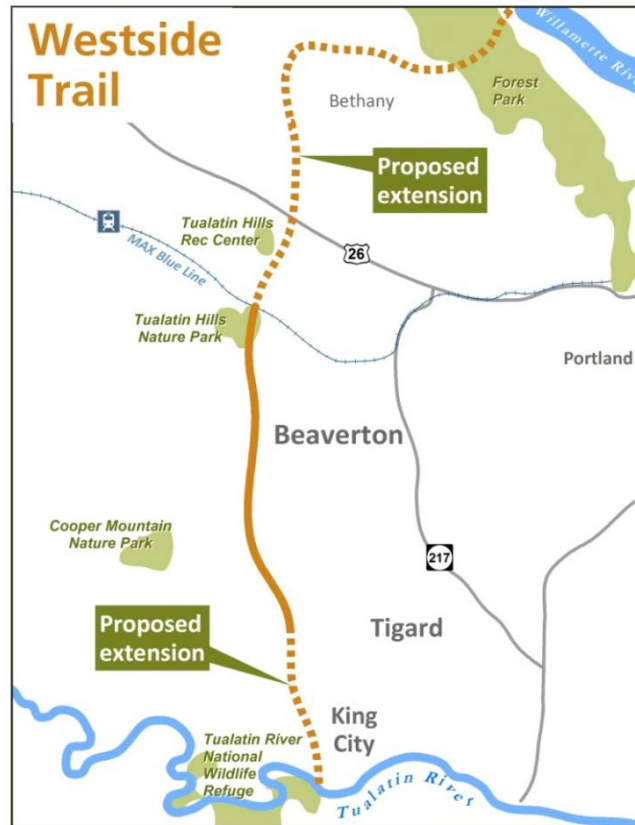 Westside
Trail
Willamette River
Forest
Park
Bethany
Proposed
extension
Tualatin Hills
Rec Center
26
MAX Blue Line
Tualatin Hills
Nature Park
Portland
Beaverton
Cooper Mountain
Nature Park
217
Proposed
extension
Tigard
King
City
Tualatin River
National
Wildlife
Refuge
Tualatin River